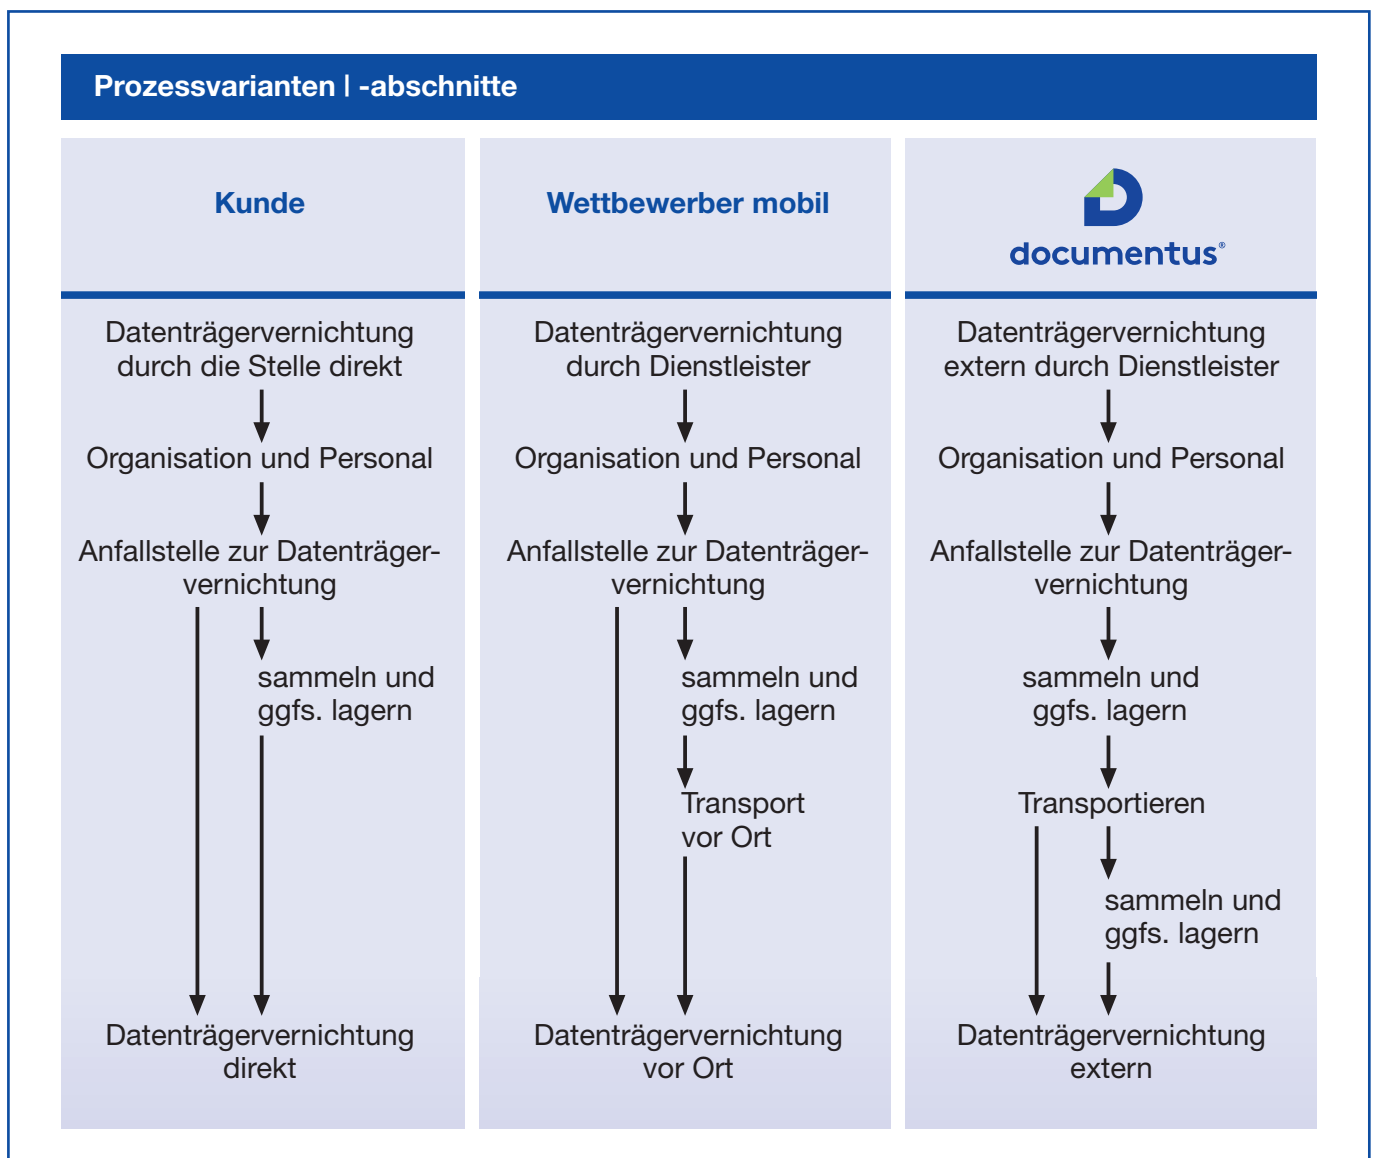 Prozessvarianten | -abschnitte
Kunde
Datenträgervernichtung
durch die Stelle direkt
Organisation und Personal
Anfallstelle zur Datenträger-
vernichtung
sammeln und
ggfs. lagern
Datenträgervernichtung
direkt
Wettbewerber mobil
Datenträgervernichtung
durch Dienstleister
Organisation und Personal
Anfallstelle zur Datenträger-
vernichtung
sammeln und
ggfs. lagern
Transport
vor Ort
Datenträgervernichtung
vor Ort
documentus®
Datenträgervernichtung
extern durch Dienstleister
Organisation und Personal
Anfallstelle zur Datenträger-
vernichtung
sammeln und
ggfs. lagern
Transportieren
sammeln und
ggfs. lagern
Datenträgervernichtung
extern